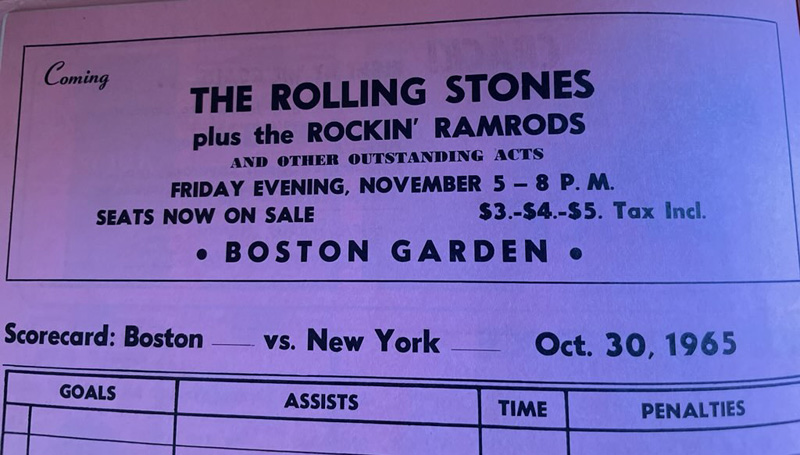 Coming
THE ROLLING STONES
plus the ROCKIN' RAMRODS
AND OTHER OUTSTANDING ACTS
FRIDAY EVENING, NOVEMBER 5 – 8 P. M.
SEATS NOW ON SALE $3.-$4.-$5. Tax Incl.
• BOSTON GARDEN •
Scorecard: Boston ___ vs. New York ___ Oct. 30, 1965
GOALS ASSISTS TIME PENALTIES